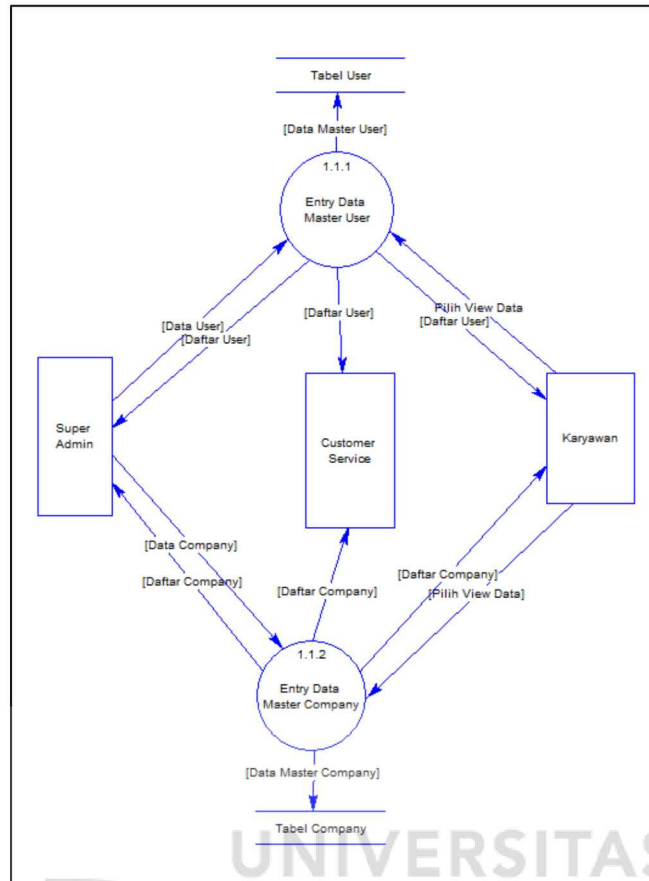 Tabel User
[Data Master User]
1.1.1
Entry Data
Master User
[Data User]
[Daftar User]
[Daftar User]
Pilih View Data
[Daftar User]
Super
Admin
Customer
Service
Karyawan
[Data Company]
[Daftar Company]
[Daftar Company]
[Daftar Company]
[Pilih View Data]
1.1.2
Entry Data
Master Company
[Data Master Company]
Tabel Company
UNIVERSITAS